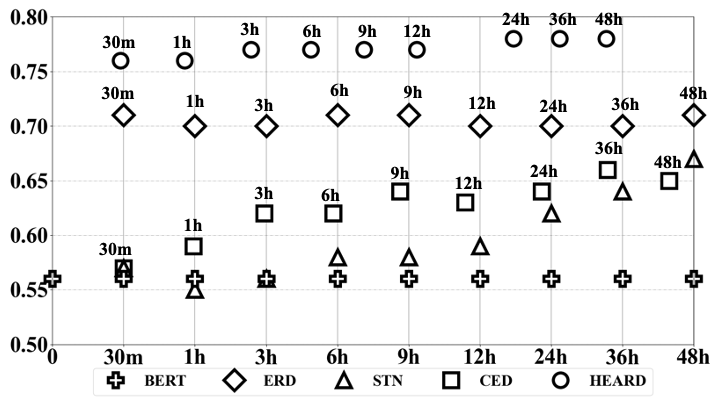 0.80
24h 36h 48h
3h 6h 9h 12h
30m 1h
0.75
30m 1h 3h 6h 9h 12h 24h 36h 48h
0.70
36h
9h 24h 48h
0.65 12h
3h 6h
1h
0.60
30m
0.55
0.50
0 30m 1h 3h 6h 9h 12h 24h 36h 48h
BERT ERD STN CED HEARD